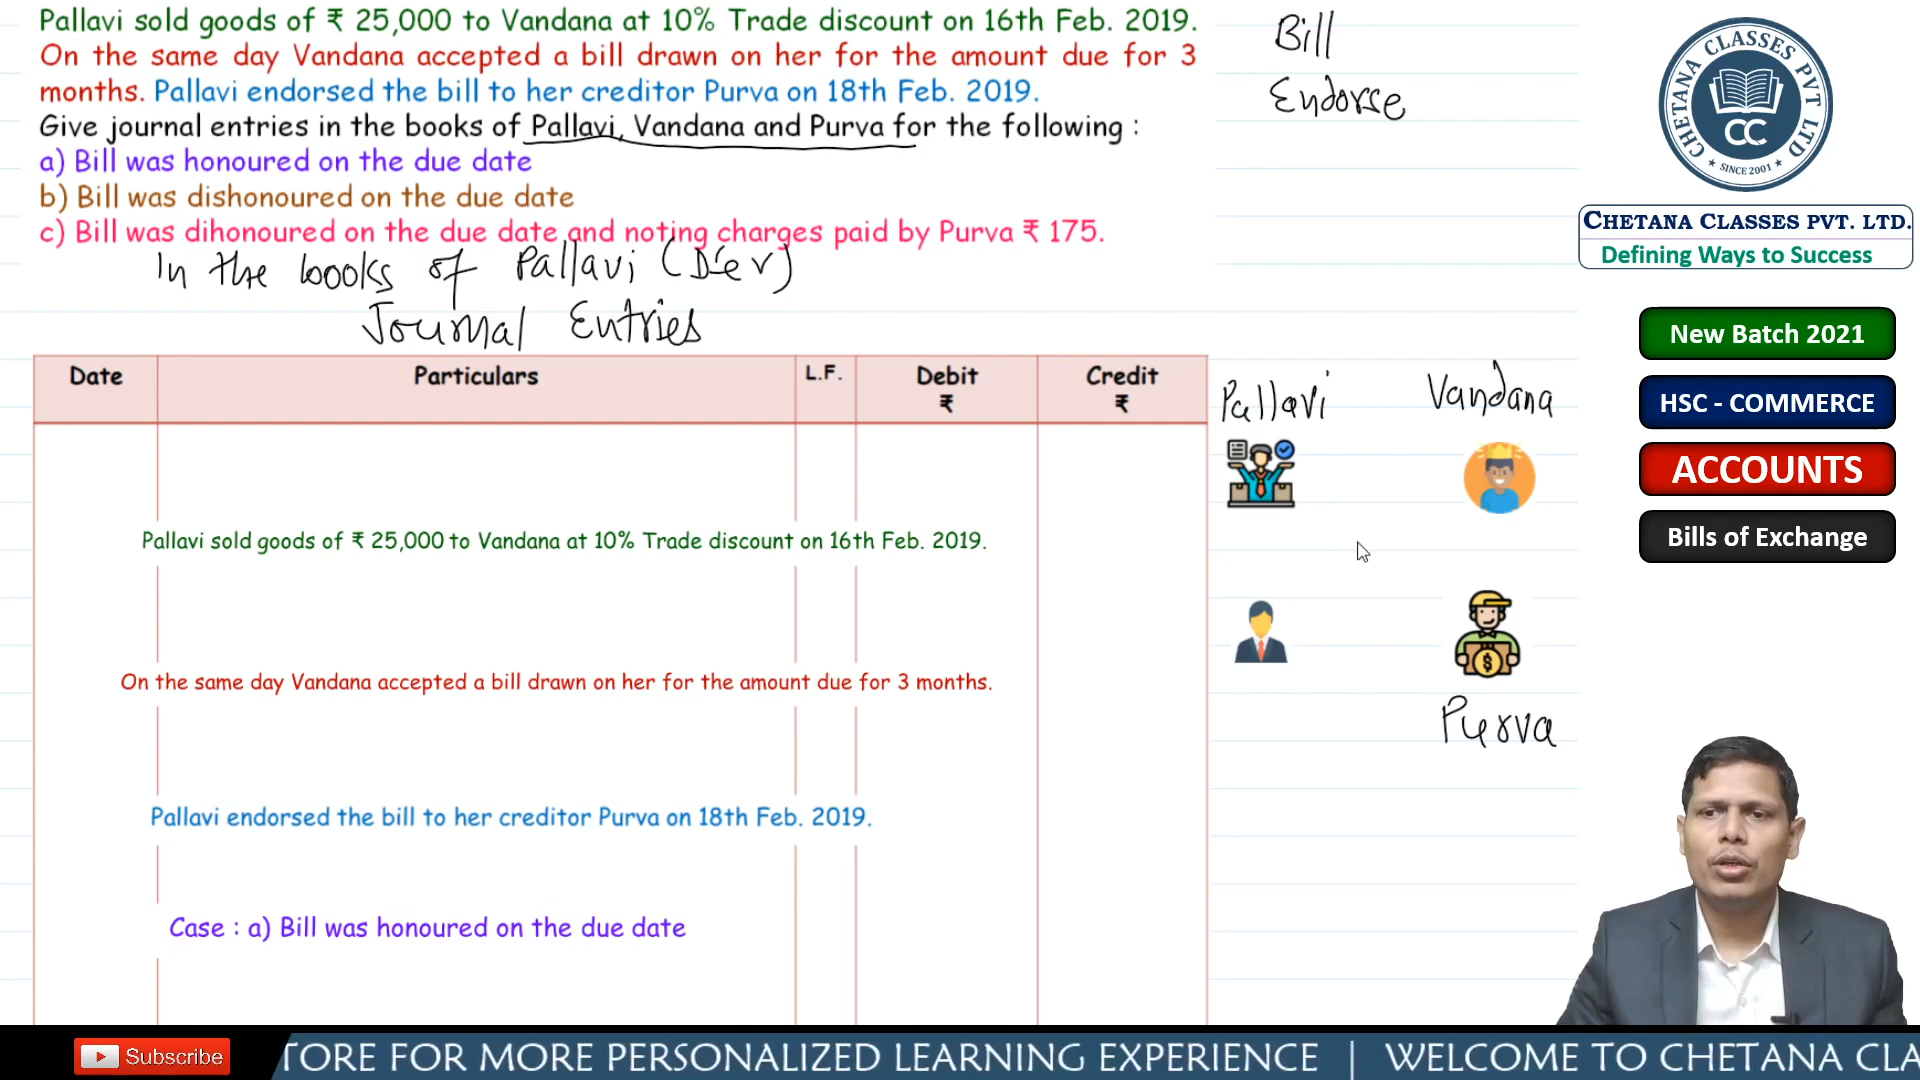 Pallavi sold goods of ₹ 25,000 to Vandana at 10% Trade discount on 16th Feb. 2019.
On the same day Vandana accepted a bill drawn on her for the amount due for 3
months. Pallavi endorsed the bill to her creditor Purva on 18th Feb. 2019.
Give journal entries in the books of Pallavi, Vandana and Purva for the following :
a) Bill was honoured on the due date
b) Bill was dishonoured on the due date
c) Bill was dihonoured on the due date and noting charges paid by Purva ₹ 175.
Bill
Endorse
In the books of Pallavi (D'er)
Journal Entries
Date Particulars L.F. Debit ₹ Credit ₹
Pallavi sold goods of ₹ 25,000 to Vandana at 10% Trade discount on 16th Feb. 2019.
On the same day Vandana accepted a bill drawn on her for the amount due for 3 months.
Pallavi endorsed the bill to her creditor Purva on 18th Feb. 2019.
Case : a) Bill was honoured on the due date
Pallavi Vandana
Purva
CHETANA CLASSES PVT LTD
CC
SINCE 2001
CHETANA CLASSES PVT. LTD.
Defining Ways to Success
New Batch 2021
HSC - COMMERCE
ACCOUNTS
Bills of Exchange
Subscribe
TORE FOR MORE PERSONALIZED LEARNING EXPERIENCE | WELCOME TO CHETANA CLA